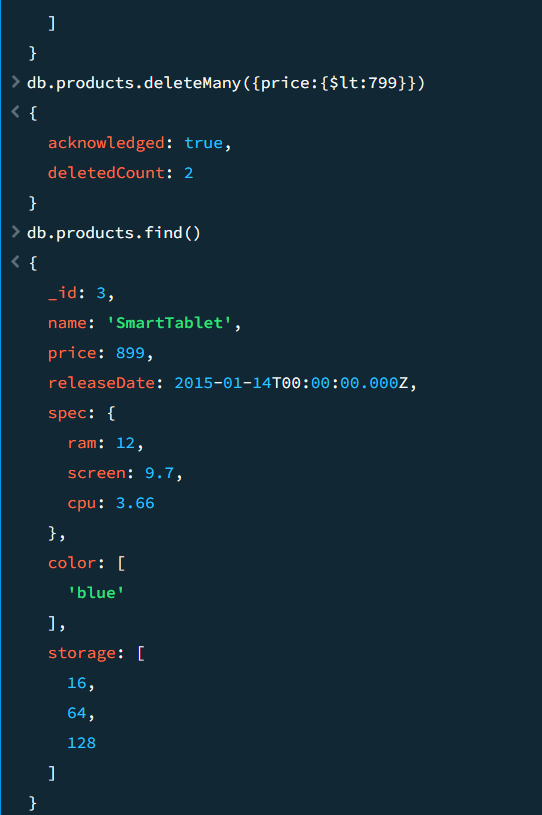 ]
}
> db.products.deleteMany({price:{$lt:799}})
< {
acknowledged: true,
deletedCount: 2
}
> db.products.find()
< {
_id: 3,
name: 'SmartTablet',
price: 899,
releaseDate: 2015-01-14T00:00:00.000Z,
spec: {
ram: 12,
screen: 9.7,
cpu: 3.66
},
color: [
'blue'
],
storage: [
16,
64,
128
]
}